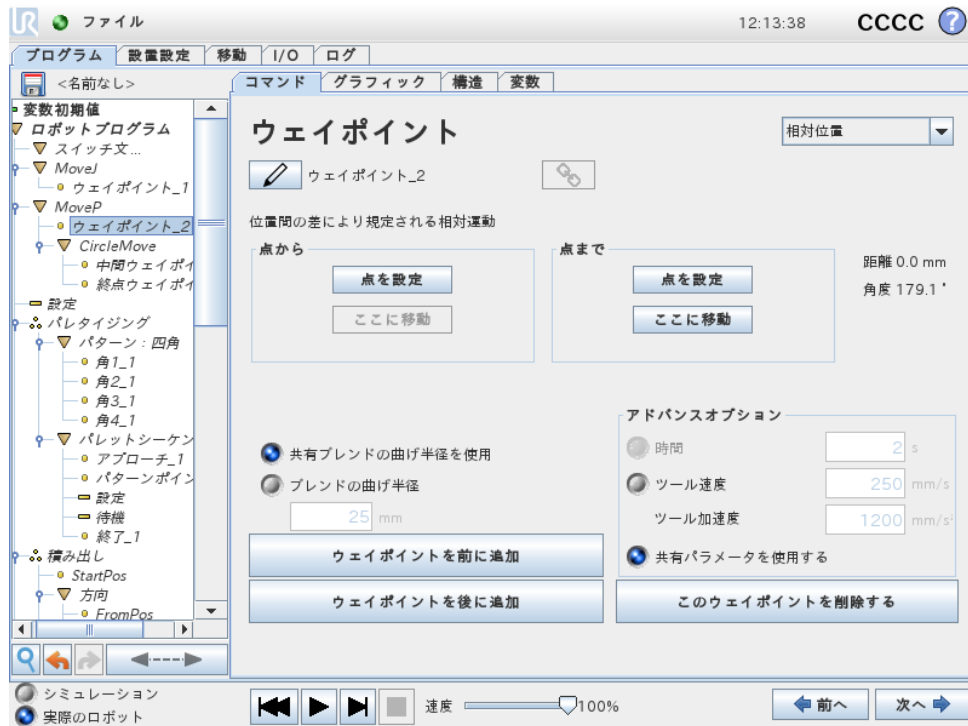 UR ファイル 12:13:38 CCCC ?
プログラム 設置設定 移動 I/O ログ
<名前なし>
変数初期値
ロボットプログラム
スイッチ文...
MoveJ
ウェイポイント_1
MoveP
ウェイポイント_2
CircleMove
中間ウェイポイ
終点ウェイポイ
設定
パレタイジング
パターン : 四角
角1_1
角2_1
角3_1
角4_1
パレットシーケン
アプローチ_1
パターンポイン
設定
待機
終了_1
積み出し
StartPos
方向
FromPos
コマンド グラフィック 構造 変数
ウェイポイント 相対位置
ウェイポイント_2
位置間の差により規定される相対運動
点から
点を設定
ここに移動
点まで
点を設定
ここに移動
距離 0.0 mm
角度 179.1 °
共有ブレンドの曲げ半径を使用
ブレンドの曲げ半径
25 mm
アドバンスオプション
時間 2 s
ツール速度 250 mm/s
ツール加速度 1200 mm/s²
共有パラメータを使用する
ウェイポイントを前に追加
ウェイポイントを後に追加
このウェイポイントを削除する
シミュレーション
実際のロボット
速度 100%
前へ 次へ